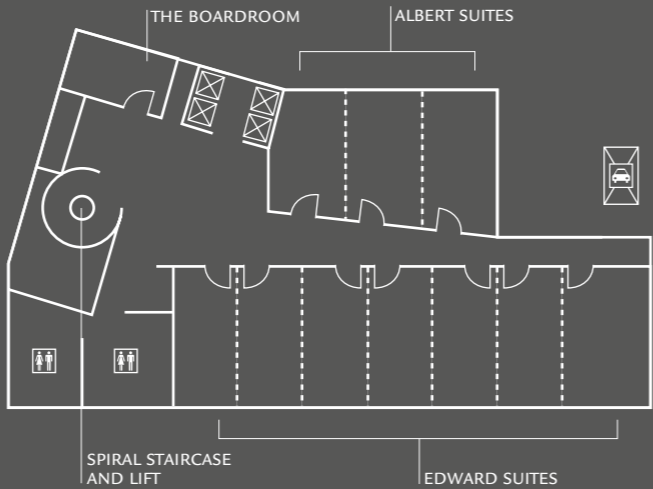 THE BOARDROOM
ALBERT SUITES
SPIRAL STAIRCASE
AND LIFT
EDWARD SUITES